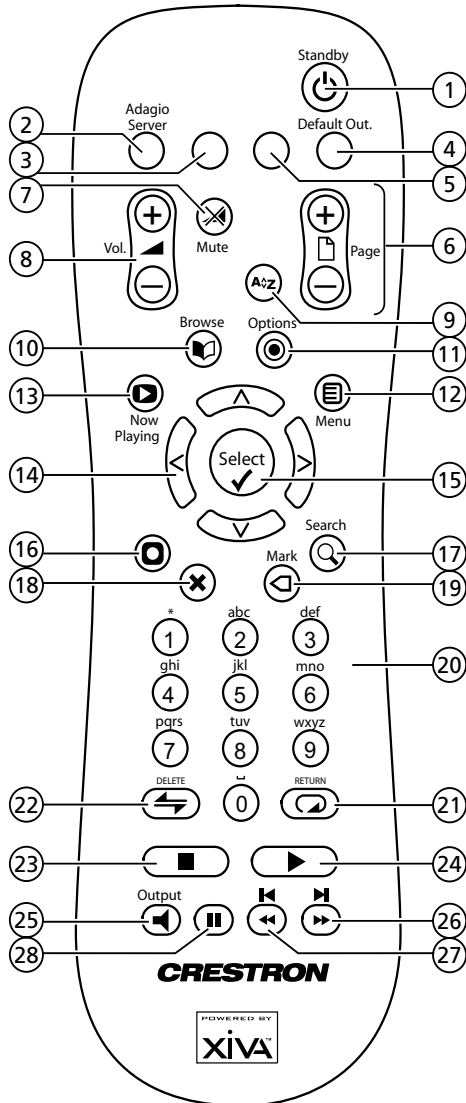 Standby
1
2
Adagio
Server
Default Out.
4
3
5
7
Mute
Vol.
8
Page
6
A◊Z
9
Browse
Options
10
11
13
Now
Playing
Menu
12
14
Select
15
16
Search
17
18
Mark
19
* abc def
1 2 3
ghi jkl mno
4 5 6
20
pqrs tuv wxyz
7 8 9
DELETE
RETURN
22
0
21
23
24
Output
25
26
28
27
CRESTRON
POWERED BY
XiVA™